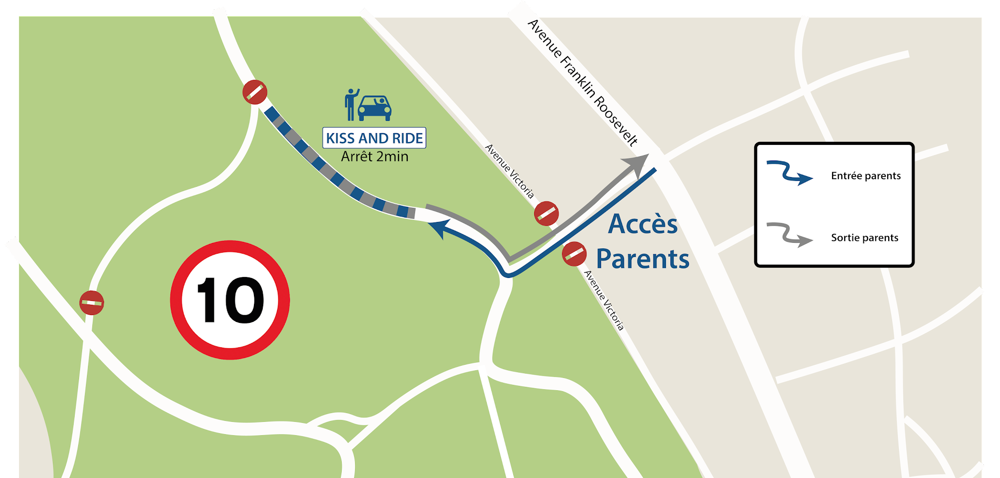 Avenue Franklin Roosevelt
KISS AND RIDE
Arrêt 2min
Avenue Victoria
Entrée parents
Accès
Parents
Sortie parents
10
Avenue Victoria